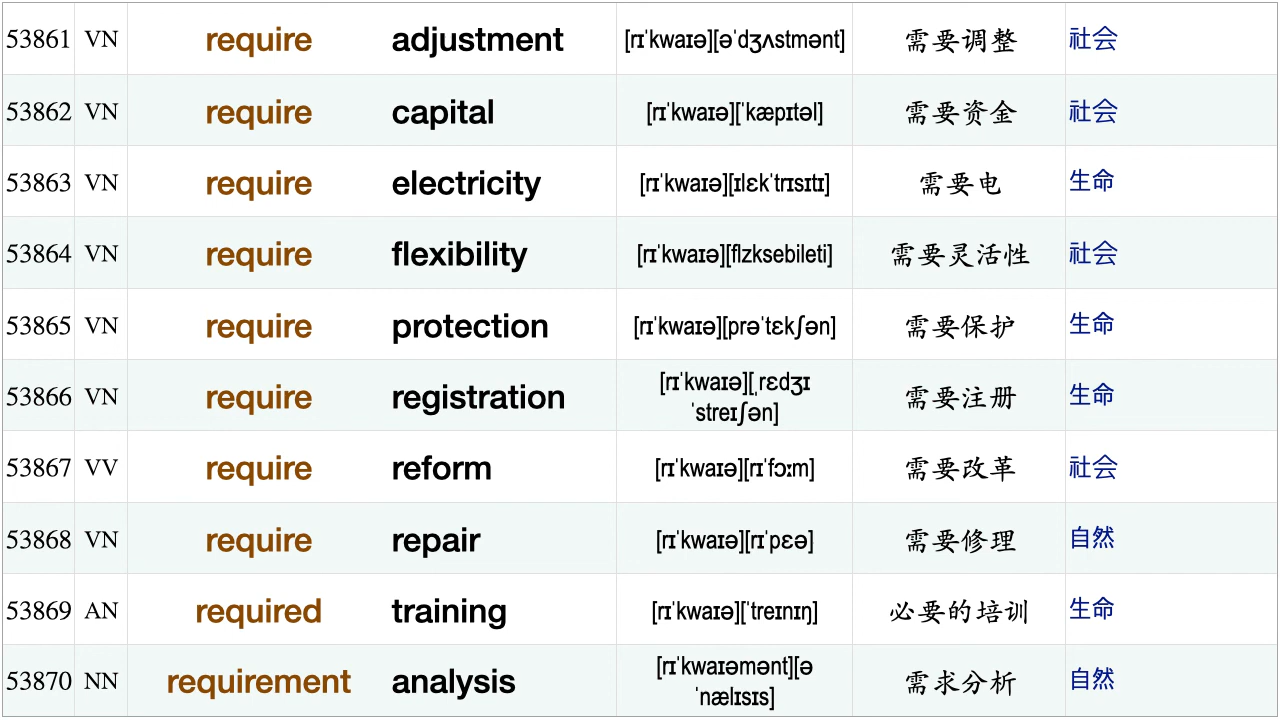 53861 VN require adjustment [rɪˈkwaɪə][əˈdʒʌstmənt] 需要调整 社会
53862 VN require capital [rɪˈkwaɪə][ˈkæpɪtəl] 需要资金 社会
53863 VN require electricity [rɪˈkwaɪə][ɪlɛkˈtrɪsɪtɪ] 需要电 生命
53864 VN require flexibility [rɪˈkwaɪə][flzksebileti] 需要灵活性 社会
53865 VN require protection [rɪˈkwaɪə][prəˈtɛkʃən] 需要保护 生命
53866 VN require registration [rɪˈkwaɪə][ˌrɛdʒɪ
ˈstreɪʃən] 需要注册 生命
53867 VV require reform [rɪˈkwaɪə][rɪˈfɔːm] 需要改革 社会
53868 VN require repair [rɪˈkwaɪə][rɪˈpɛə] 需要修理 自然
53869 AN required training [rɪˈkwaɪə][ˈtreɪnɪŋ] 必要的培训 生命
53870 NN requirement analysis [rɪˈkwaɪəmənt][ə
ˈnælɪsɪs] 需求分析 自然